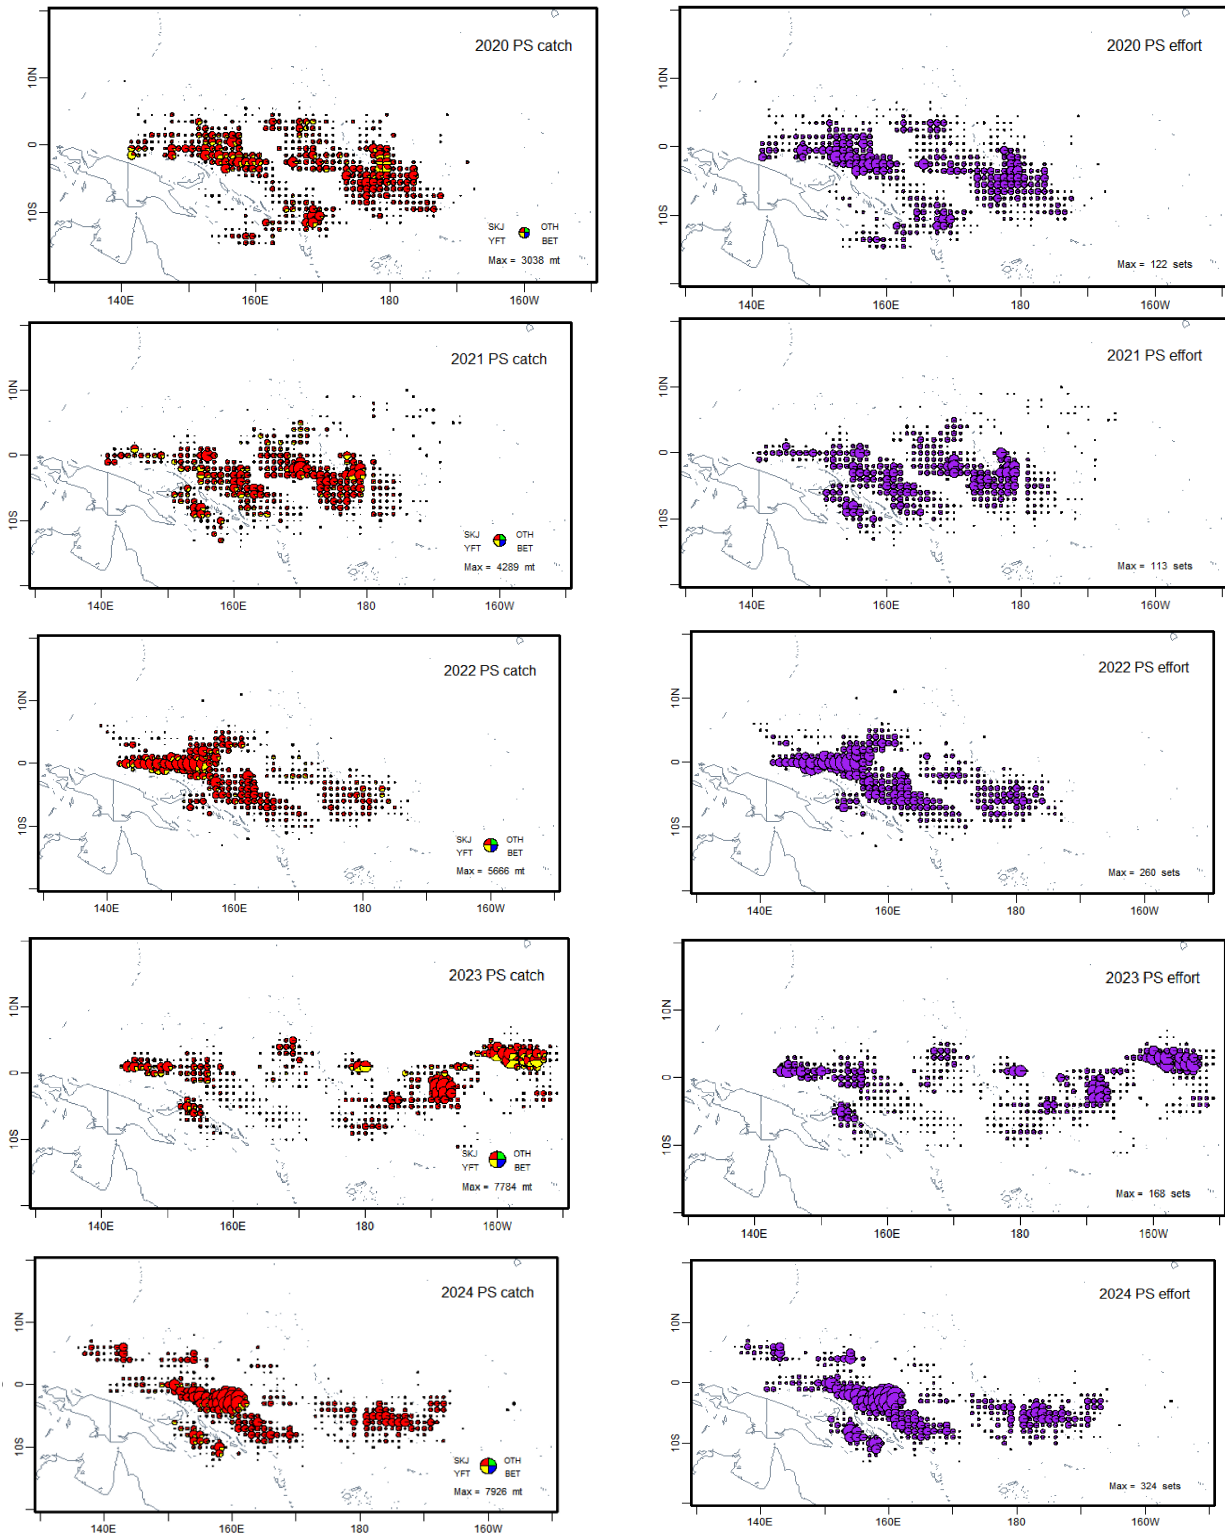 2020 PS catch
10N
0
10S
SKJ OTH
YFT BET
Max = 3038 mt
140E 160E 180 160W
2020 PS effort
10N
0
10S
Max = 122 sets
140E 160E 180 160W
2021 PS catch
10N
0
10S
SKJ OTH
YFT BET
Max = 4289 mt
140E 160E 180 160W
2021 PS effort
10N
0
10S
Max = 113 sets
140E 160E 180 160W
2022 PS catch
10N
0
10S
SKJ OTH
YFT BET
Max = 5666 mt
140E 160E 180 160W
2022 PS effort
10N
0
10S
Max = 260 sets
140E 160E 180 160W
2023 PS catch
10N
0
10S
SKJ OTH
YFT BET
Max = 7784 mt
140E 160E 180 160W
2023 PS effort
10N
0
10S
Max = 168 sets
140E 160E 180 160W
2024 PS catch
10N
0
10S
SKJ OTH
YFT BET
Max = 7926 mt
140E 160E 180 160W
2024 PS effort
10N
0
10S
Max = 324 sets
140E 160E 180 160W